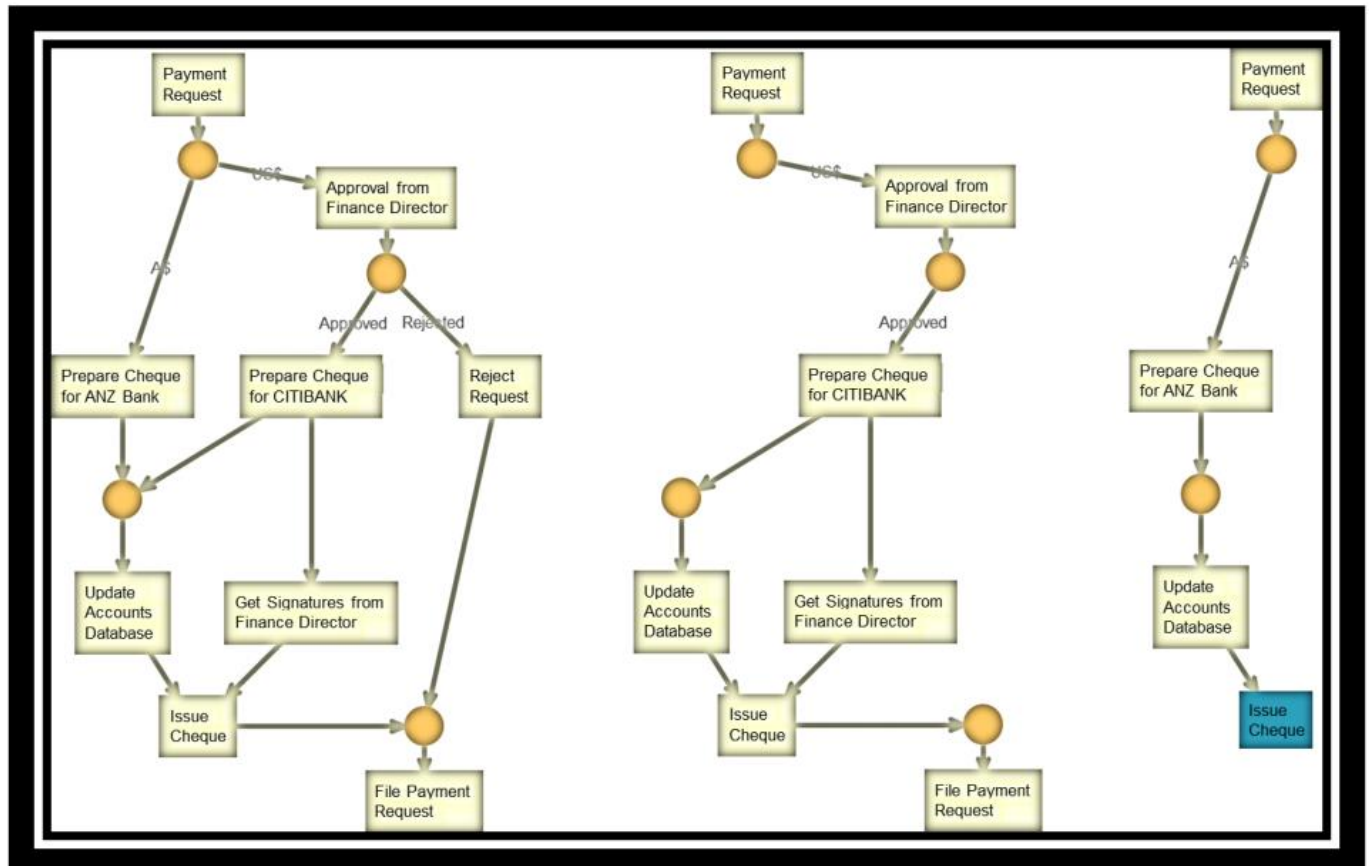 Payment
Request
US$
Approval from
Finance Director
A$
Approved
Rejected
Prepare Cheque
for ANZ Bank
Prepare Cheque
for CITIBANK
Reject
Request
Update
Accounts
Database
Get Signatures from
Finance Director
Issue
Cheque
File Payment
Request
Payment
Request
US$
Approval from
Finance Director
Approved
Prepare Cheque
for CITIBANK
Update
Accounts
Database
Get Signatures from
Finance Director
Issue
Cheque
File Payment
Request
Payment
Request
A$
Prepare Cheque
for ANZ Bank
Update
Accounts
Database
Issue
Cheque